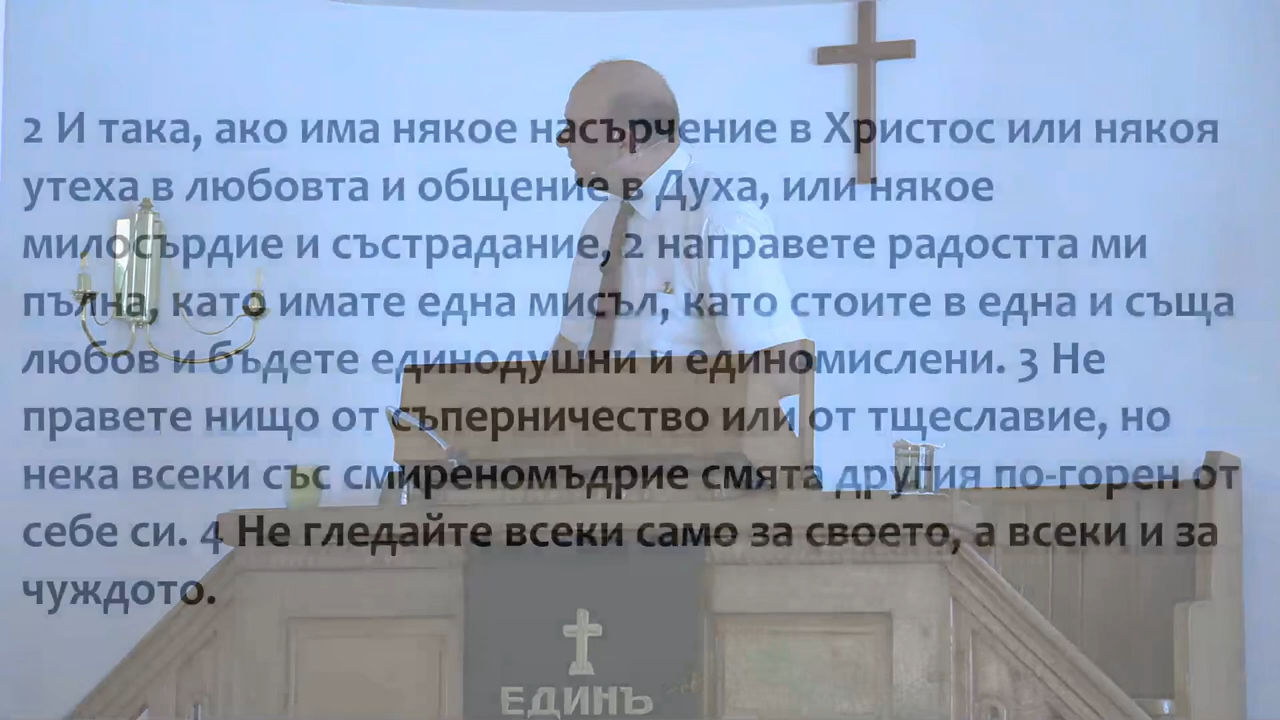 2 И така, ако има някое насърчение в Христос или някоя
утеха в любовта и общение в Духа, или някое
милосърдие и състрадание, 2 направете радостта ми
пълна, като имате една мисъл, като стоите в една и съща
любов и бъдете единодушни и единомислени. 3 Не
правете нищо от съперничество или от тщеславие, но
нека всеки със смиреномъдрие смята другия по-горен от
себе си. 4 Не гледайте всеки само за своето, а всеки и за
чуждото.
ЕДИНЪ